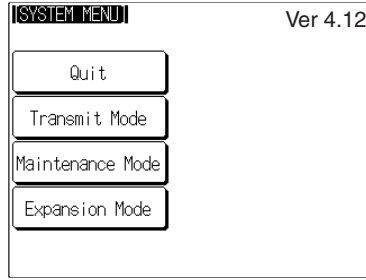 [SYSTEM MENU]
Ver 4.12
Quit
Transmit Mode
Maintenance Mode
Expansion Mode